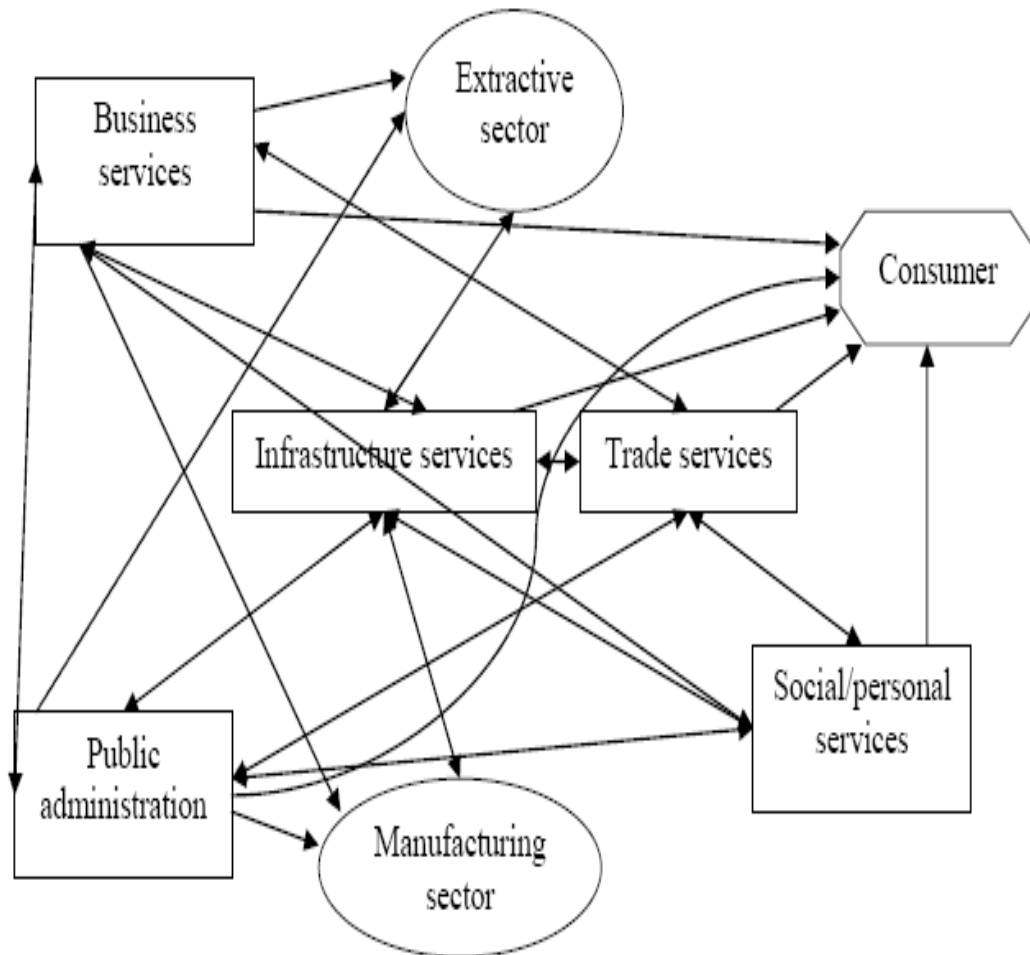 Extractive
sector
Business
services
Consumer
Infrastructure services
Trade services
Social/personal
services
Public
administration
Manufacturing
sector